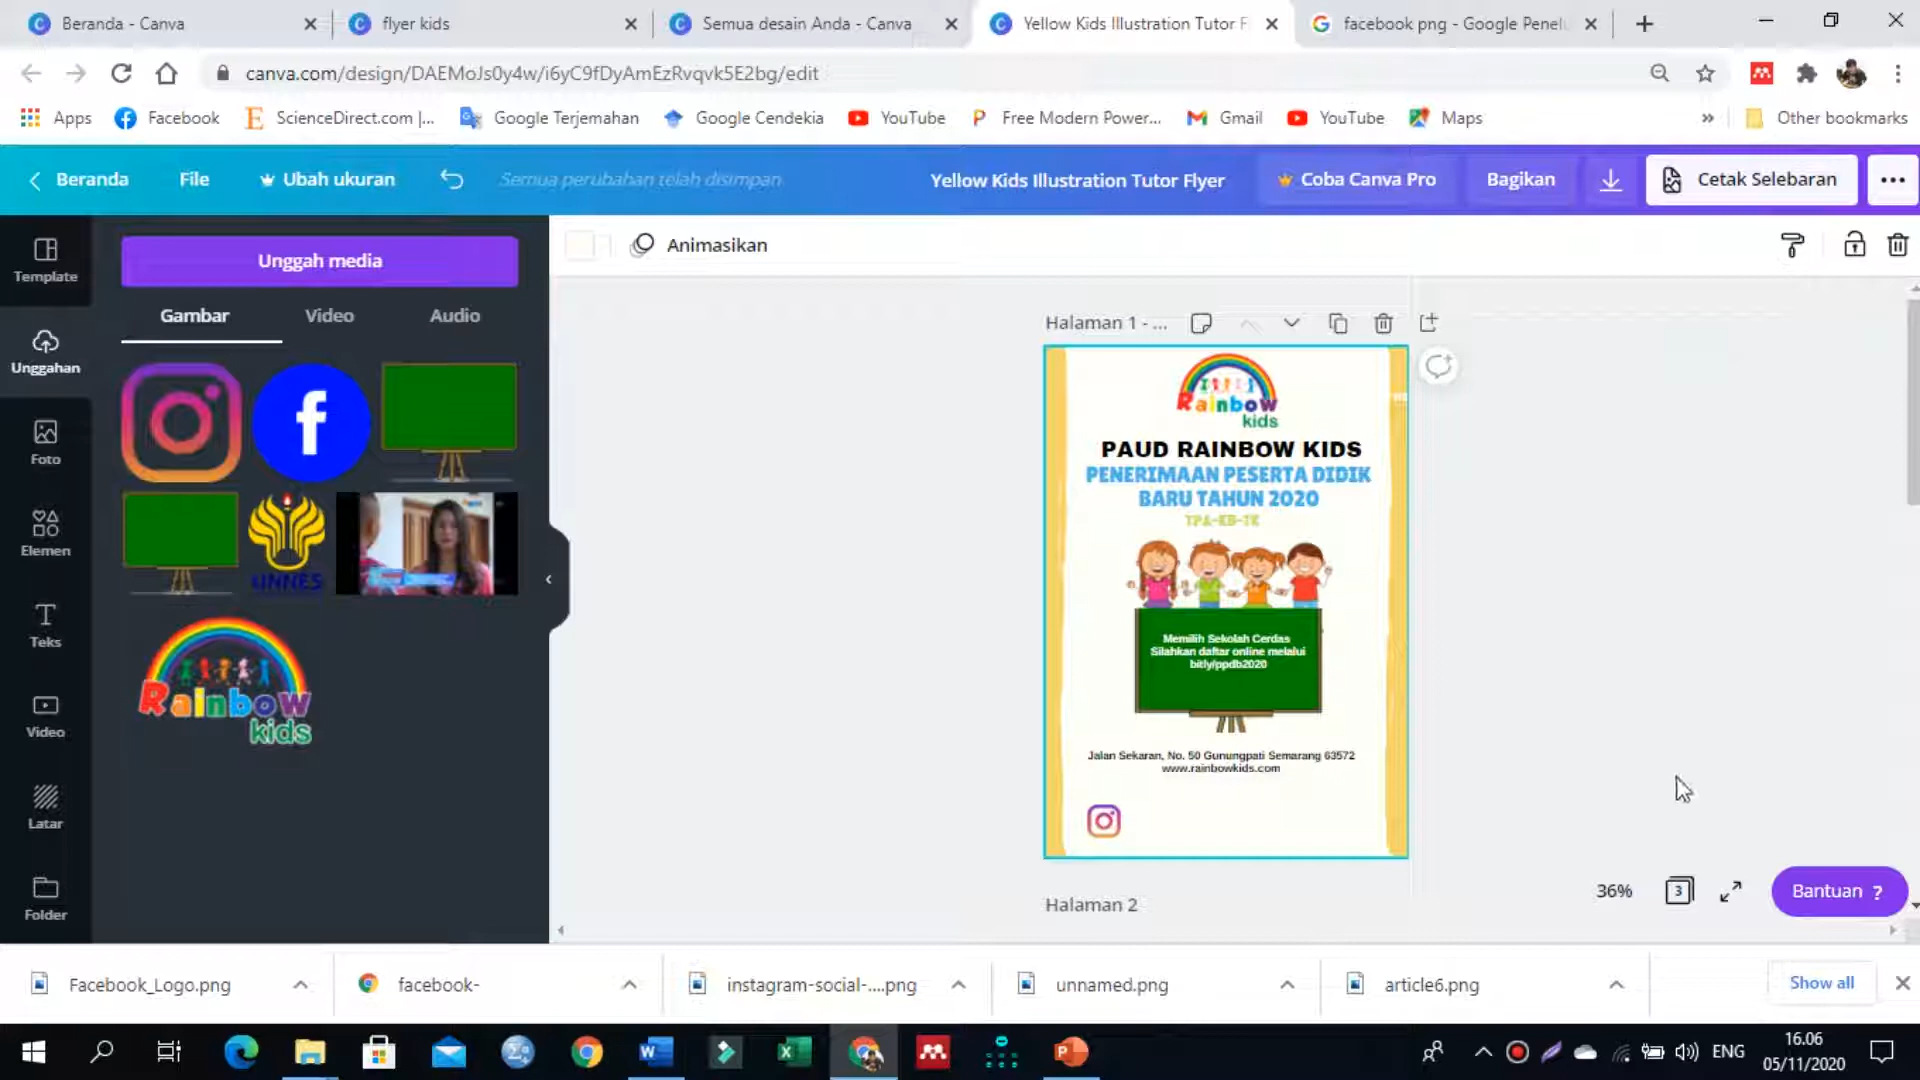 Beranda - Canva
flyer kids
Semua desain Anda - Canva
Yellow Kids Illustration Tutor F
facebook png - Google Penel
canva.com/design/DAEMoJs0y4w/i6yC9fDyAmEzRvqvk5E2bg/edit
Apps
Facebook
ScienceDirect.com |...
Google Terjemahan
Google Cendekia
YouTube
Free Modern Power...
Gmail
YouTube
Maps
»
Other bookmarks
Beranda
File
Ubah ukuran
Semua perubahan telah disimpan
Yellow Kids Illustration Tutor Flyer
Coba Canva Pro
Bagikan
Cetak Selebaran
Template
Unggahan
Foto
Elemen
Teks
Video
Latar
Folder
Unggah media
Gambar
Video
Audio
UNNES
Rainbow
kids
Animasikan
Halaman 1 - ...
Rainbow
kids
PAUD RAINBOW KIDS
PENERIMAAN PESERTA DIDIK
BARU TAHUN 2020
TPA-KB-TK
Memilih Sekolah Cerdas
Silahkan daftar online melalui
bitly/ppdb2020
Jalan Sekaran, No. 50 Gunungpati Semarang 63572
www.rainbowkids.com
Halaman 2
36%
3
Bantuan ?
Facebook_Logo.png
facebook-
instagram-social-....png
unnamed.png
article6.png
Show all
ENG
16.06
05/11/2020